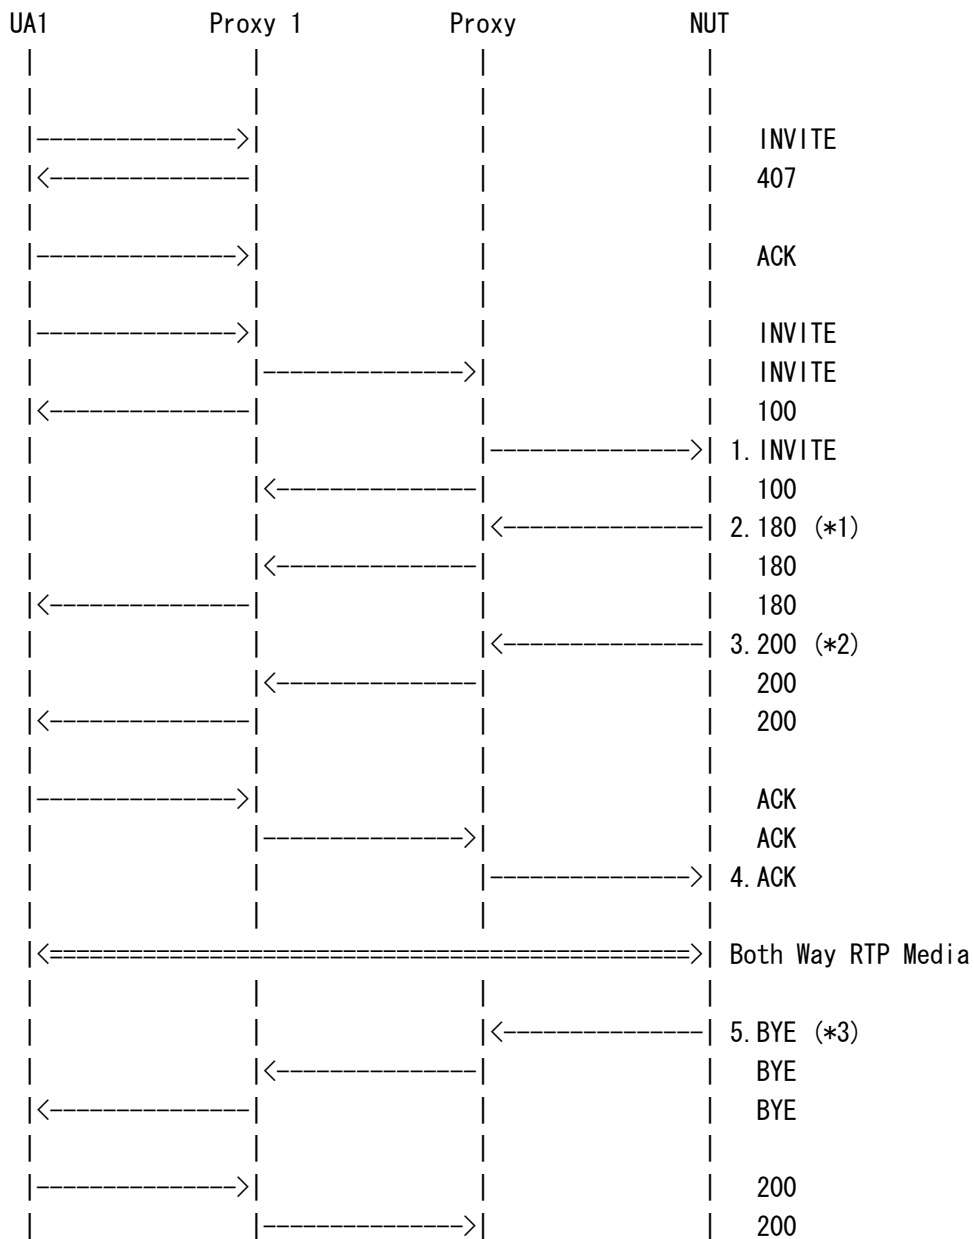 UA1 Proxy 1 Proxy NUT
INVITE
407
ACK
INVITE
INVITE
100
1. INVITE
100
2. 180 (*1)
180
180
3. 200 (*2)
200
200
ACK
ACK
4. ACK
Both Way RTP Media
5. BYE (*3)
BYE
BYE
200
200